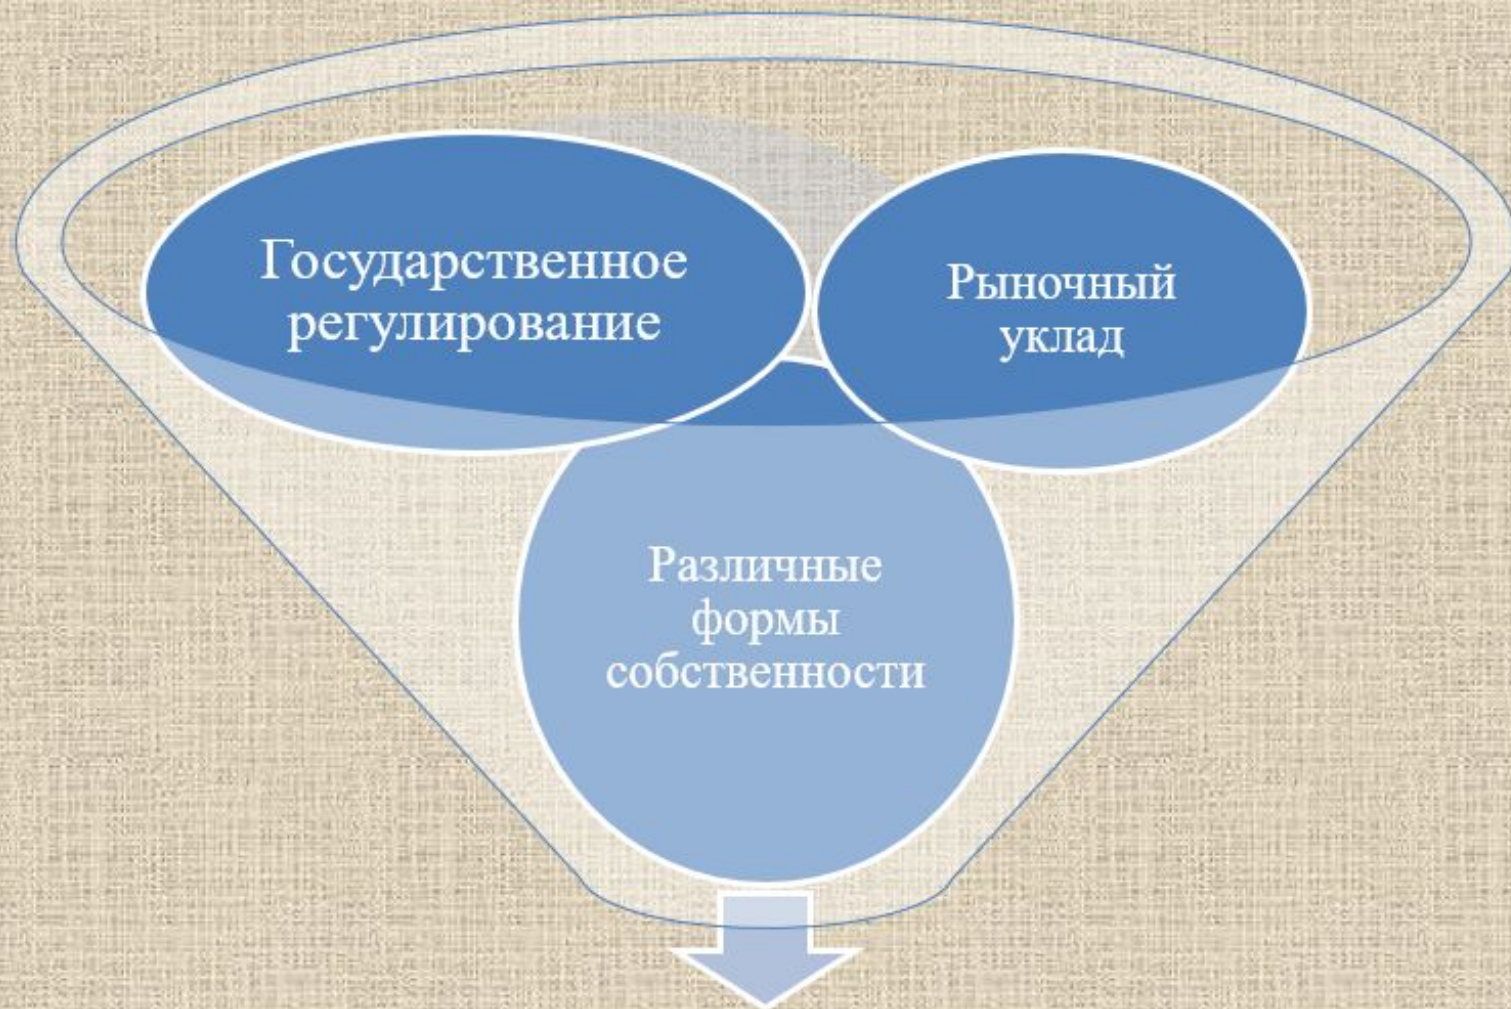 Государственное
регулирование
Рыночный
уклад
Различные
формы
собственности